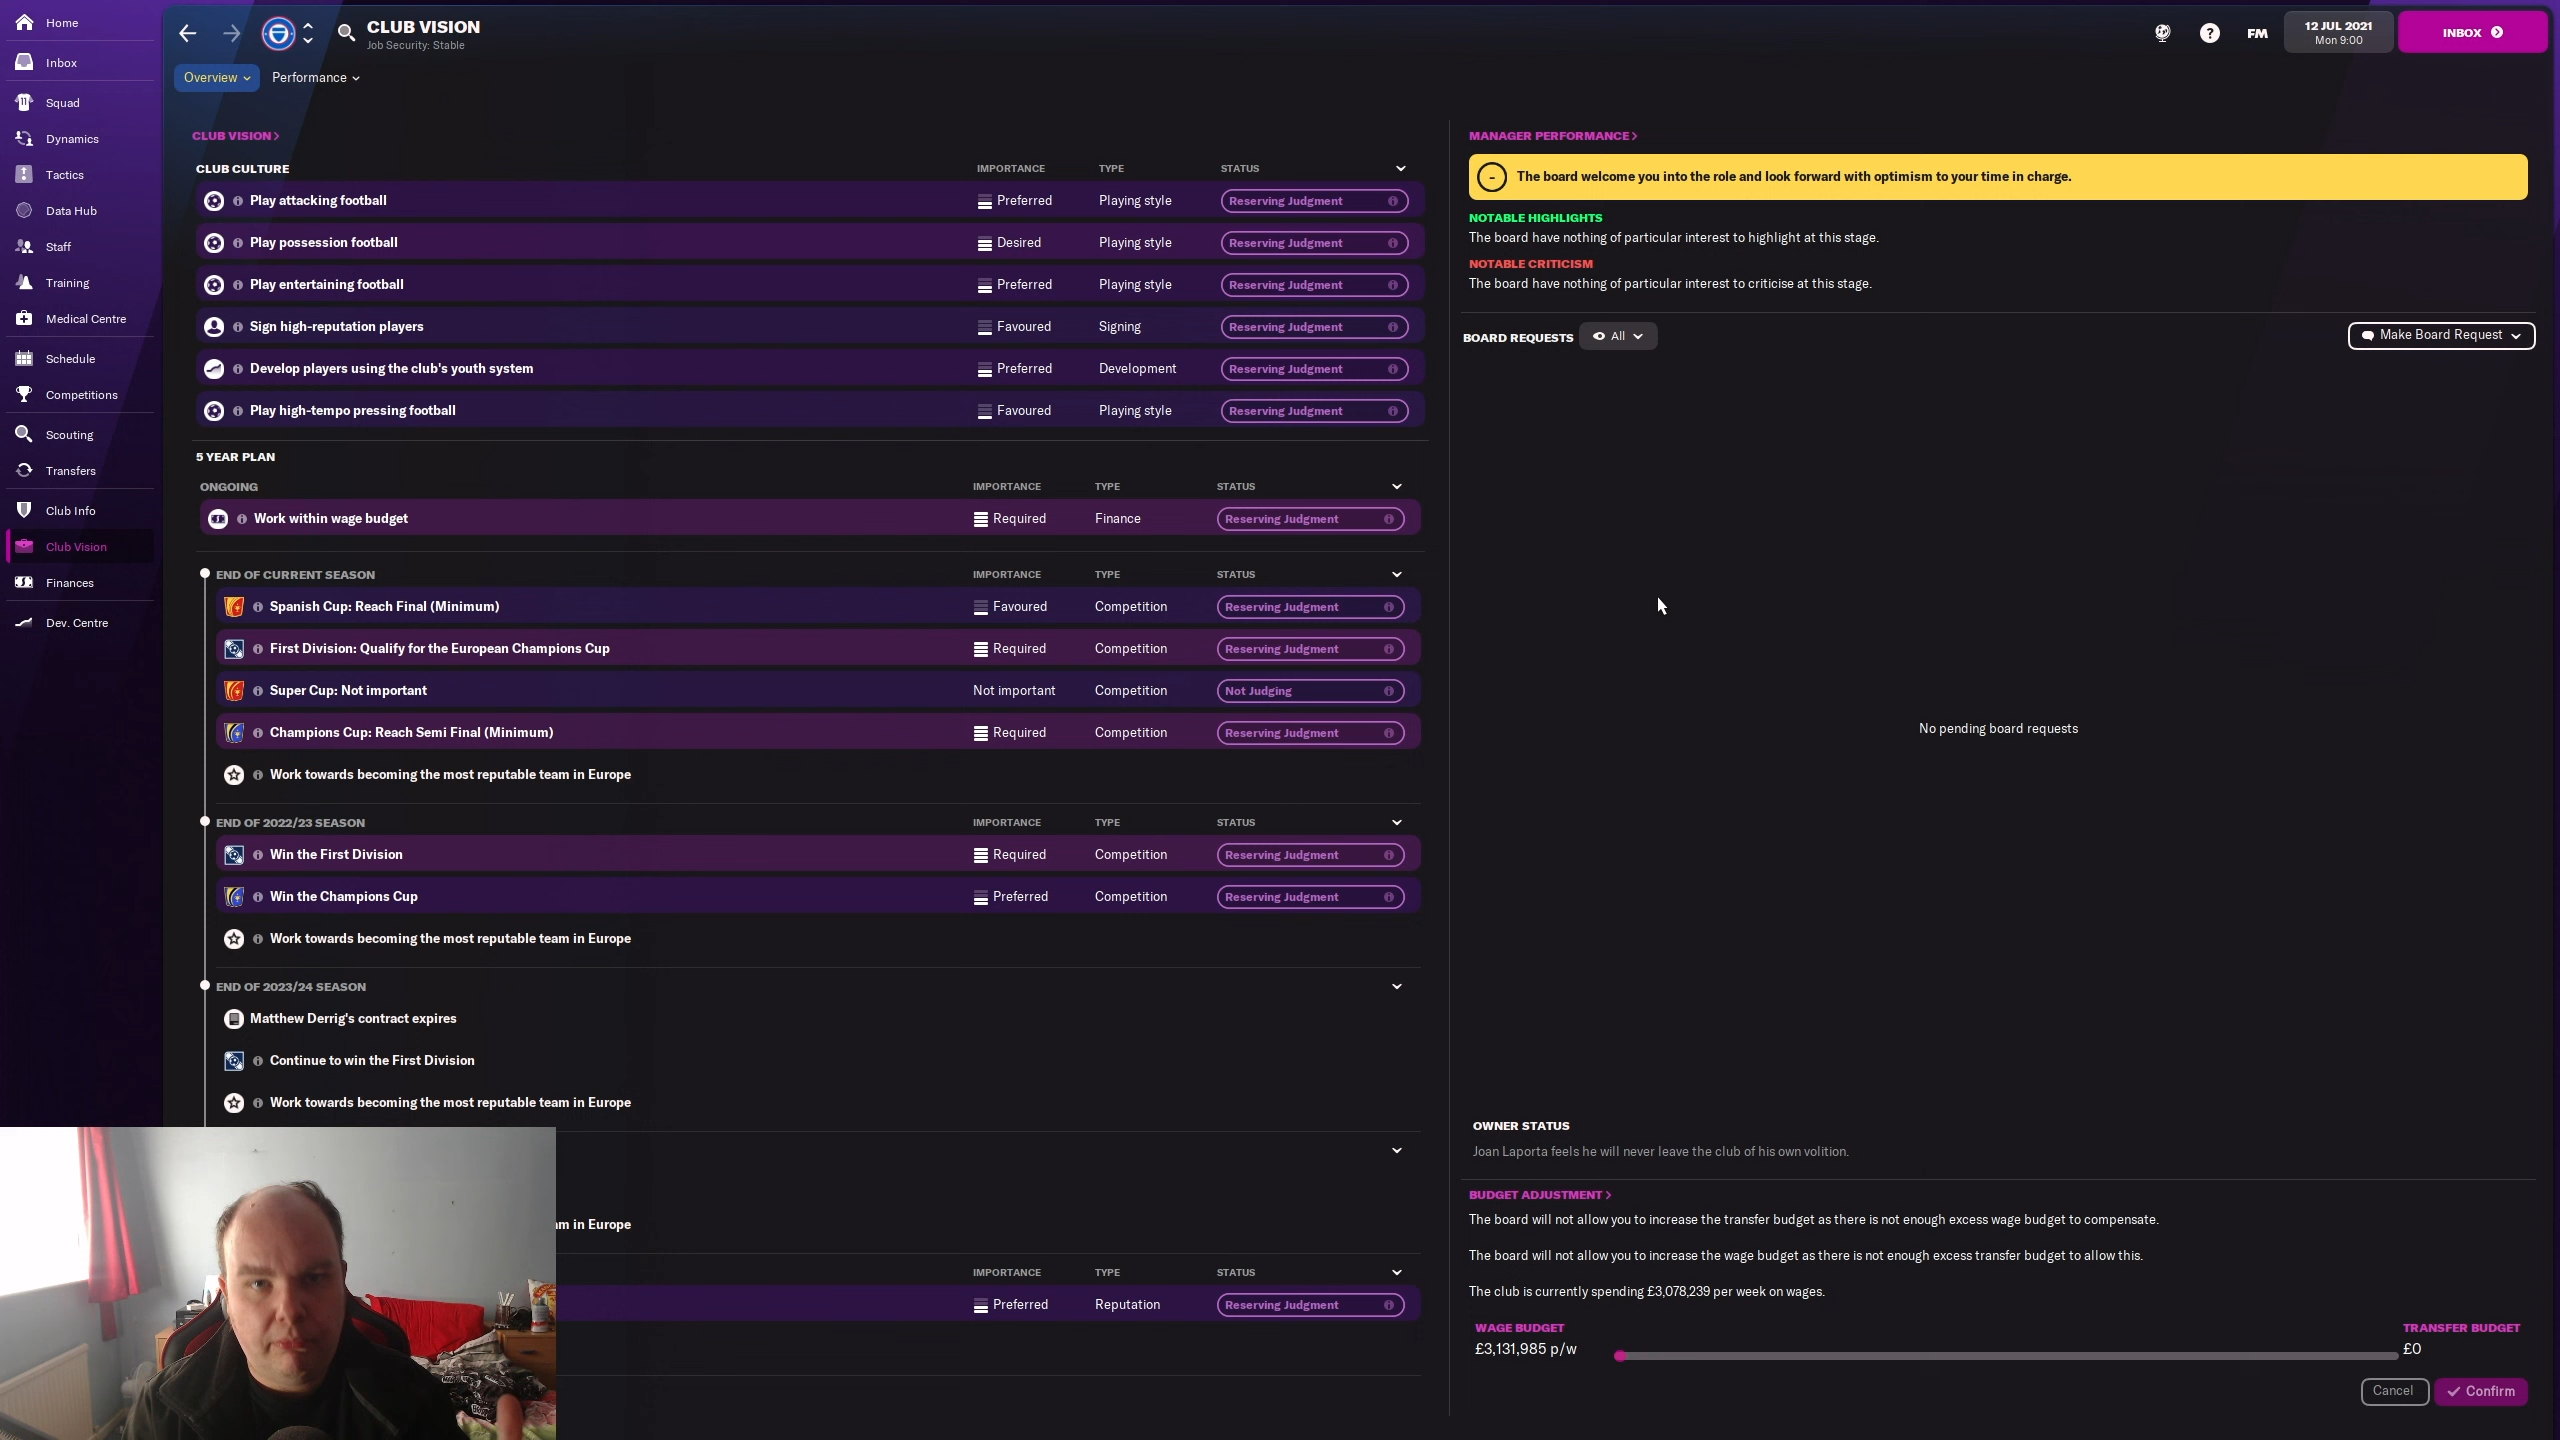 Home
Inbox
Squad
Dynamics
Tactics
Data Hub
Staff
Training
Medical Centre
Schedule
Competitions
Scouting
Transfers
Club Info
Club Vision
Finances
Dev. Centre
CLUB VISION
Job Security: Stable
FM
12 JUL 2021
Mon 9:00
INBOX
Overview
Performance
CLUB VISION >
CLUB CULTURE IMPORTANCE TYPE STATUS
Play attacking football Preferred Playing style Reserving Judgment
Play possession football Desired Playing style Reserving Judgment
Play entertaining football Preferred Playing style Reserving Judgment
Sign high-reputation players Favoured Signing Reserving Judgment
Develop players using the club's youth system Preferred Development Reserving Judgment
Play high-tempo pressing football Favoured Playing style Reserving Judgment
5 YEAR PLAN
ONGOING IMPORTANCE TYPE STATUS
Work within wage budget Required Finance Reserving Judgment
END OF CURRENT SEASON IMPORTANCE TYPE STATUS
Spanish Cup: Reach Final (Minimum) Favoured Competition Reserving Judgment
First Division: Qualify for the European Champions Cup Required Competition Reserving Judgment
Super Cup: Not important Not important Competition Not Judging
Champions Cup: Reach Semi Final (Minimum) Required Competition Reserving Judgment
Work towards becoming the most reputable team in Europe
END OF 2022/23 SEASON IMPORTANCE TYPE STATUS
Win the First Division Required Competition Reserving Judgment
Win the Champions Cup Preferred Competition Reserving Judgment
Work towards becoming the most reputable team in Europe
END OF 2023/24 SEASON
Matthew Derrig's contract expires
Continue to win the First Division
Work towards becoming the most reputable team in Europe
in Europe
IMPORTANCE TYPE STATUS
Preferred Reputation Reserving Judgment
MANAGER PERFORMANCE >
The board welcome you into the role and look forward with optimism to your time in charge.
NOTABLE HIGHLIGHTS
The board have nothing of particular interest to highlight at this stage.
NOTABLE CRITICISM
The board have nothing of particular interest to criticise at this stage.
BOARD REQUESTS All Make Board Request
No pending board requests
OWNER STATUS
Joan Laporta feels he will never leave the club of his own volition.
BUDGET ADJUSTMENT >
The board will not allow you to increase the transfer budget as there is not enough excess wage budget to compensate.
The board will not allow you to increase the wage budget as there is not enough excess transfer budget to allow this.
The club is currently spending £3,078,239 per week on wages.
WAGE BUDGET TRANSFER BUDGET
£3,131,985 p/w £0
Cancel Confirm